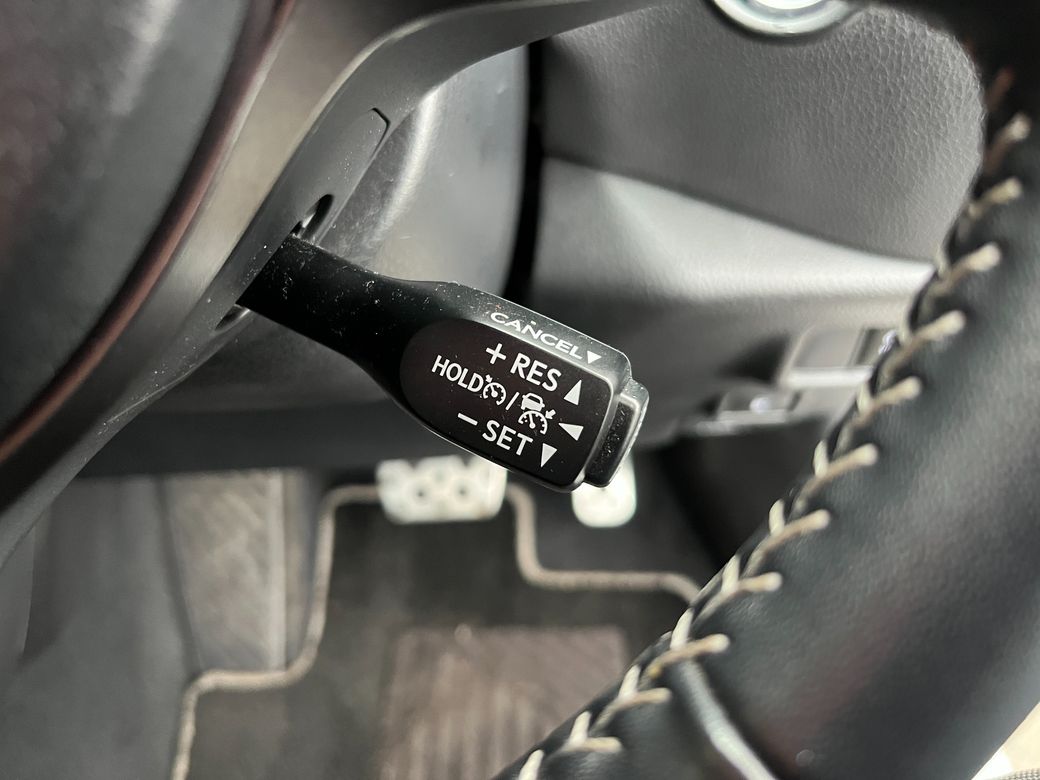 CANCEL▼
+ RES ▲
HOLD /
− SET ▼